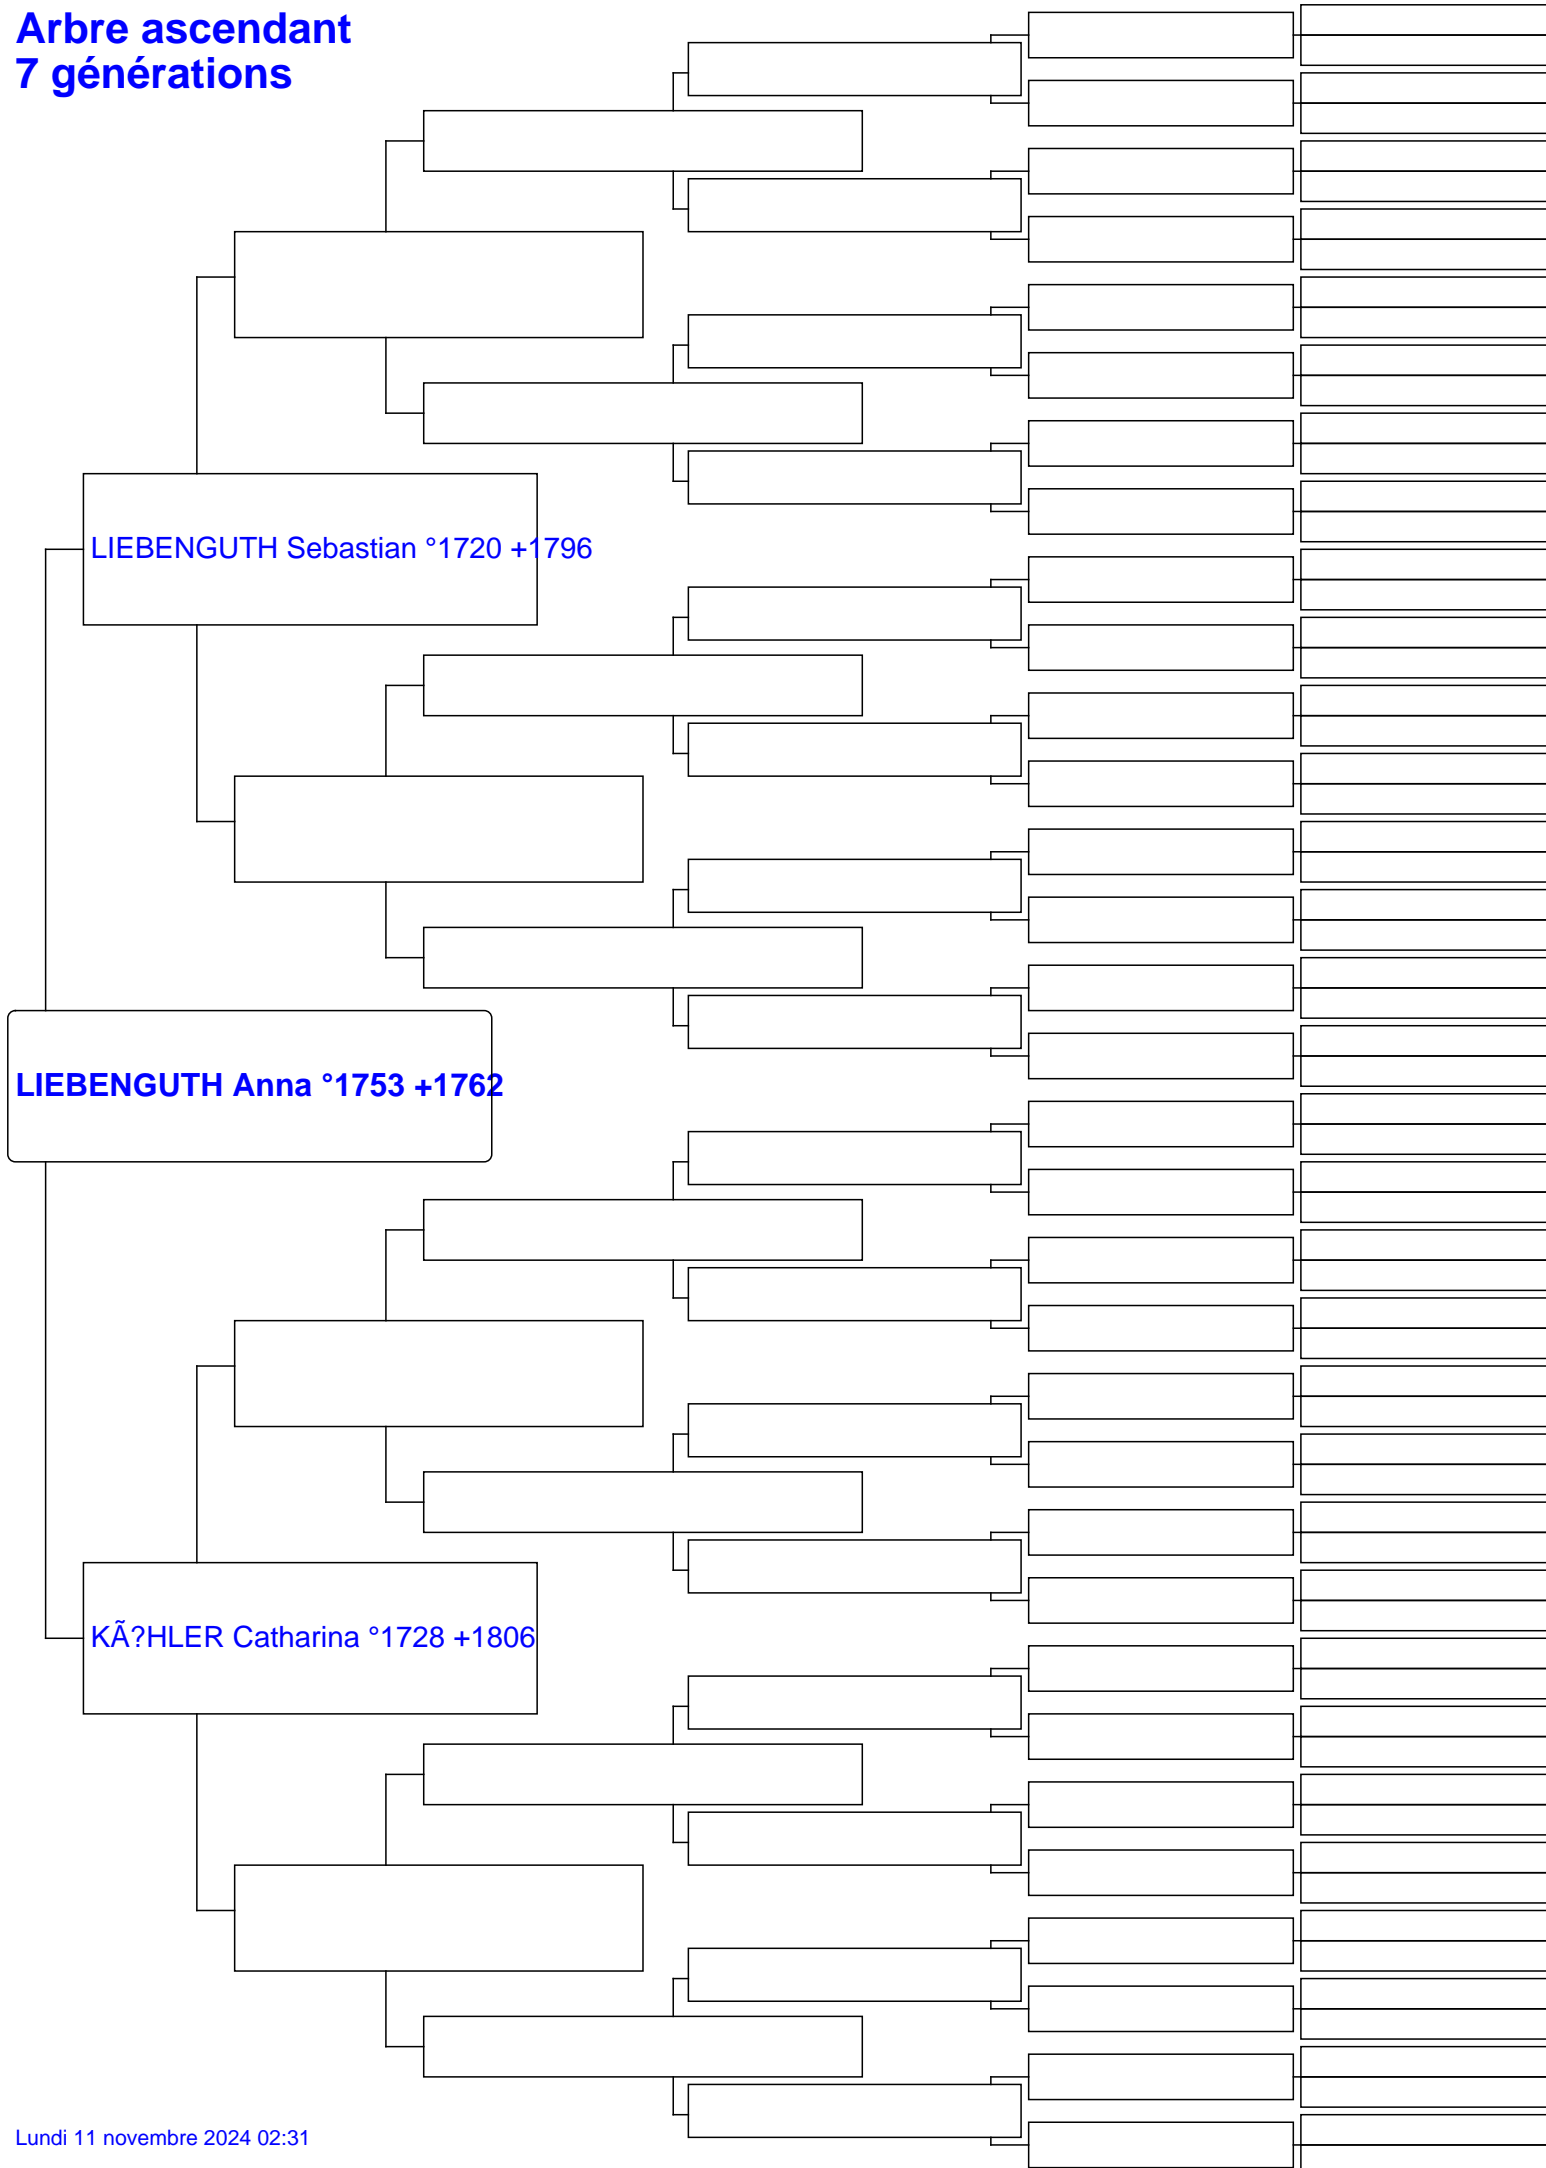 Arbre ascendant
7 générations
LIEBENGUTH Sebastian °1720 +1796
LIEBENGUTH Anna °1753 +1762
KÃ?HLER Catharina °1728 +1806
Lundi 11 novembre 2024 02:31